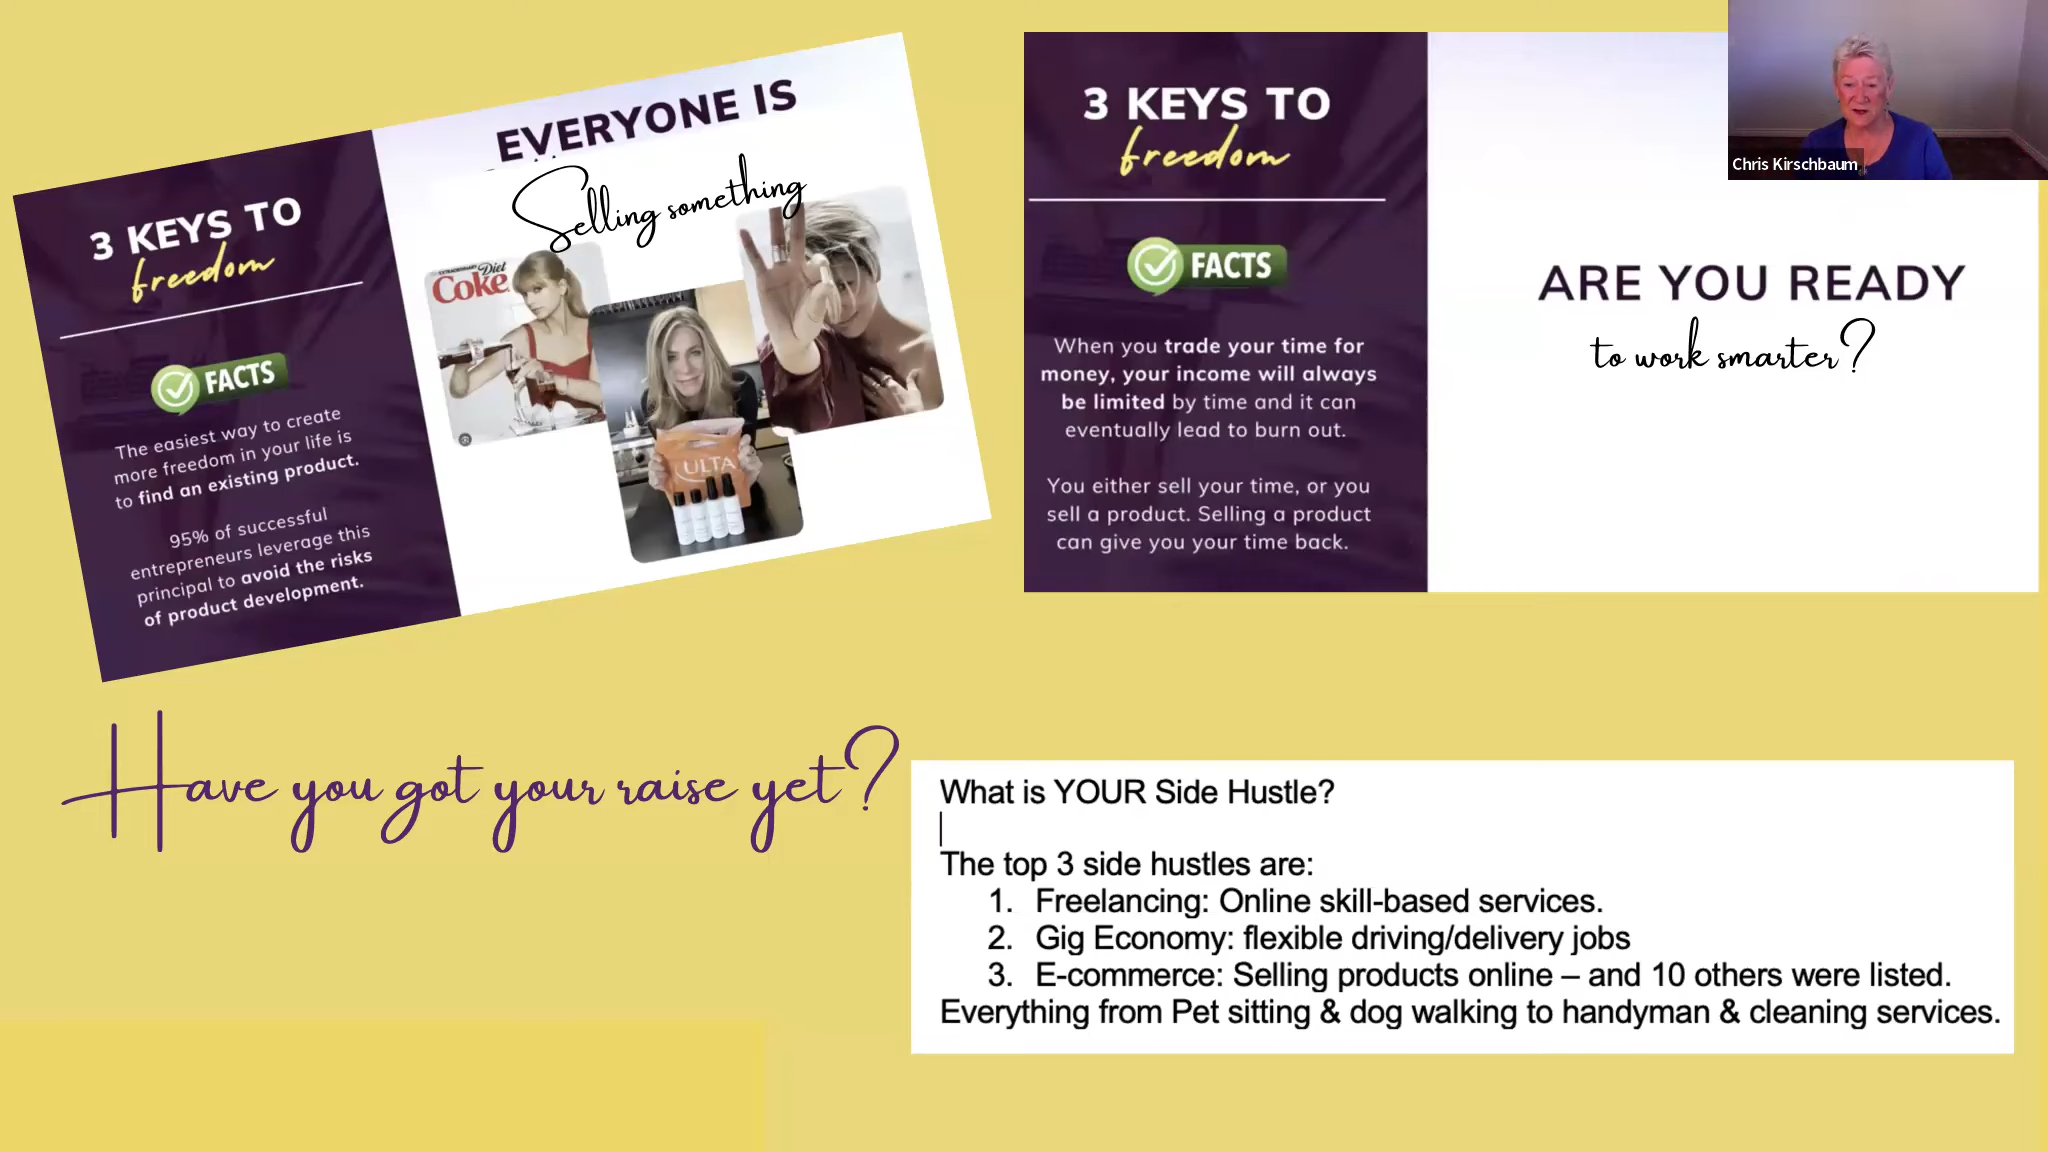 EVERYONE IS
Selling something
3 KEYS TO
freedom
FACTS
The easiest way to create
more freedom in your life is
to find an existing product.
95% of successful
entrepreneurs leverage this
principal to avoid the risks
of product development.
EXTRAORDINARY
Diet
Coke
ULTA
3 KEYS TO
freedom
FACTS
When you trade your time for
money, your income will always
be limited by time and it can
eventually lead to burn out.
You either sell your time, or you
sell a product. Selling a product
can give you your time back.
ARE YOU READY
to work smarter?
Chris Kirschbaum
Have you got your raise yet?
What is YOUR Side Hustle?
The top 3 side hustles are:
1. Freelancing: Online skill-based services.
2. Gig Economy: flexible driving/delivery jobs
3. E-commerce: Selling products online – and 10 others were listed.
Everything from Pet sitting & dog walking to handyman & cleaning services.